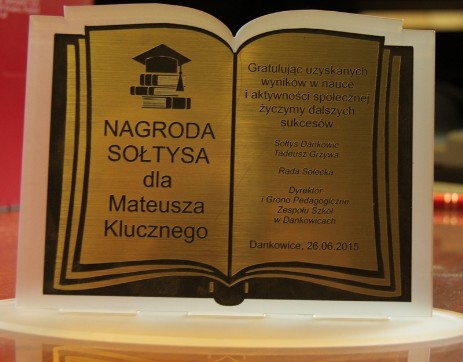 NAGRODA
SOŁTYSA
dla
Mateusza
Klucznego
Gratulując uzyskanych
wyników w nauce
i aktywności społecznej
życzymy dalszych
sukcesów
Sołtys Dankowic
Tadeusz Grzywa
Rada Sołecka
Dyrektor
i Grono Pedagogiczne
Zespołu Szkół
w Dankowicach
Dankowice, 26.06.2015